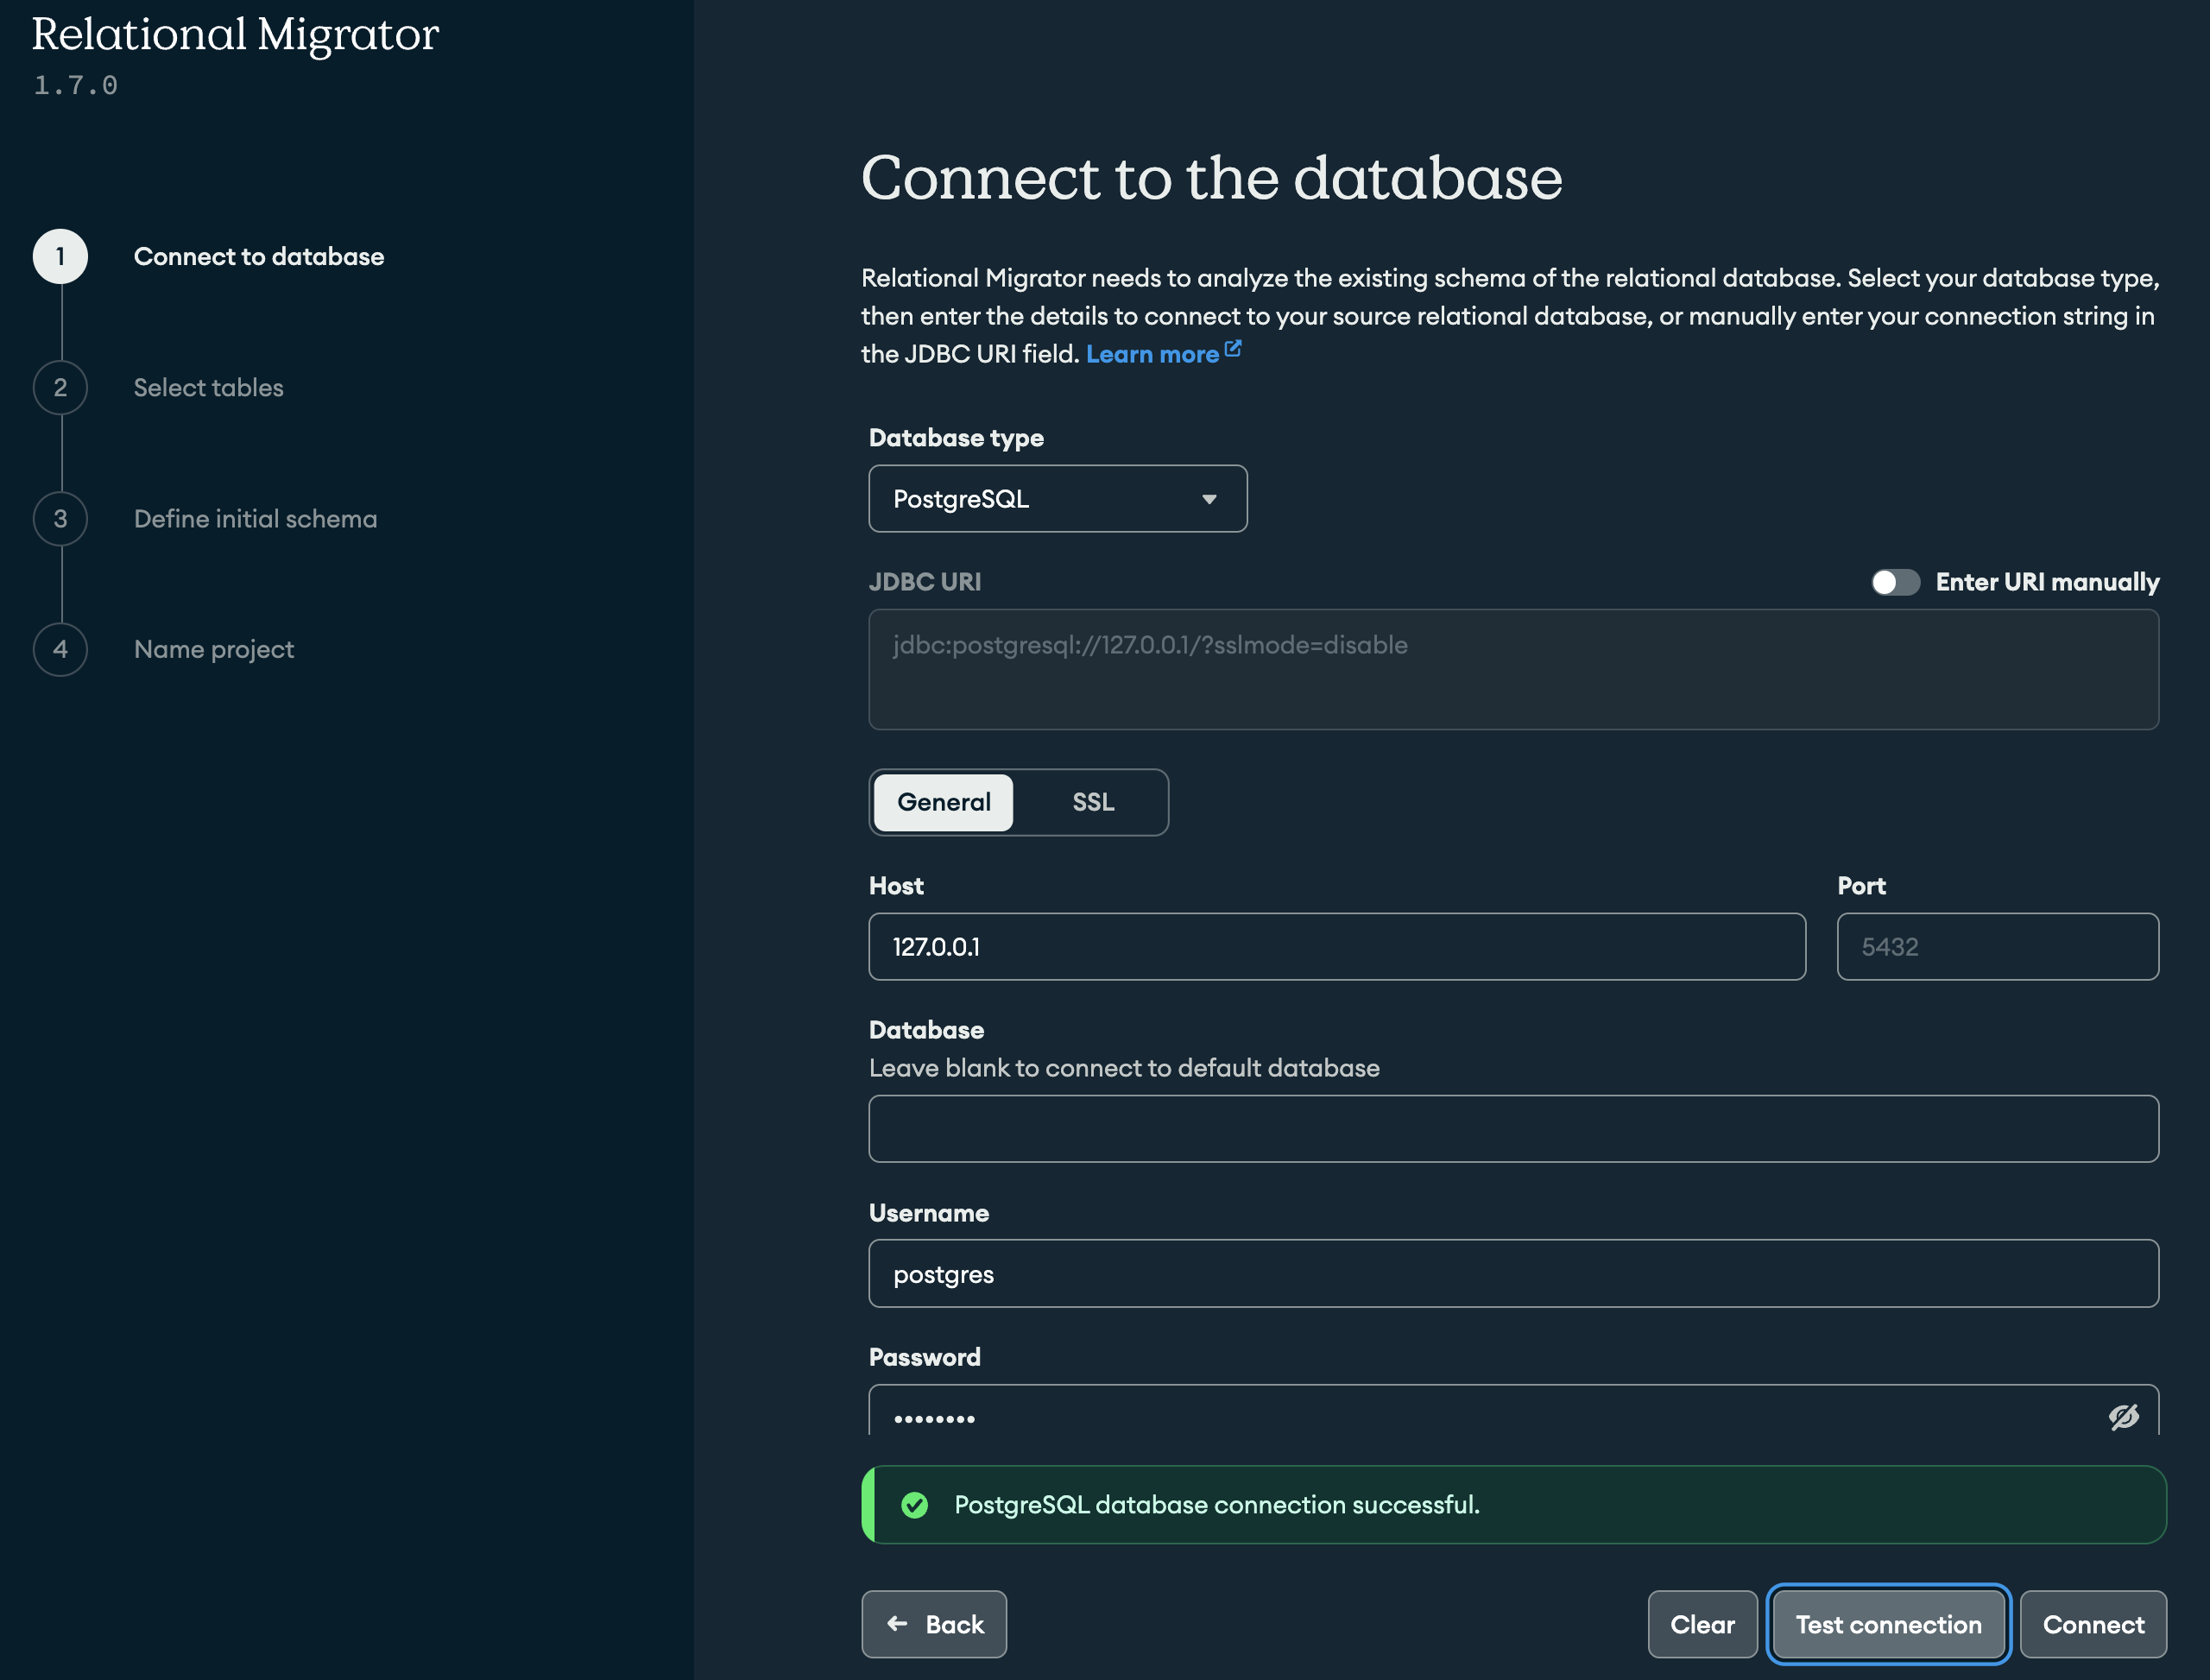 Relational Migrator
1.7.0
1
Connect to database
2
Select tables
3
Define initial schema
4
Name project
Connect to the database
Relational Migrator needs to analyze the existing schema of the relational database. Select your database type,
then enter the details to connect to your source relational database, or manually enter your connection string in
the JDBC URI field. Learn more
Database type
PostgreSQL
JDBC URI
Enter URI manually
jdbc:postgresql://127.0.0.1/?sslmode=disable
General
SSL
Host
Port
127.0.0.1
5432
Database
Leave blank to connect to default database
Username
postgres
Password
••••••••
PostgreSQL database connection successful.
Back
Clear
Test connection
Connect